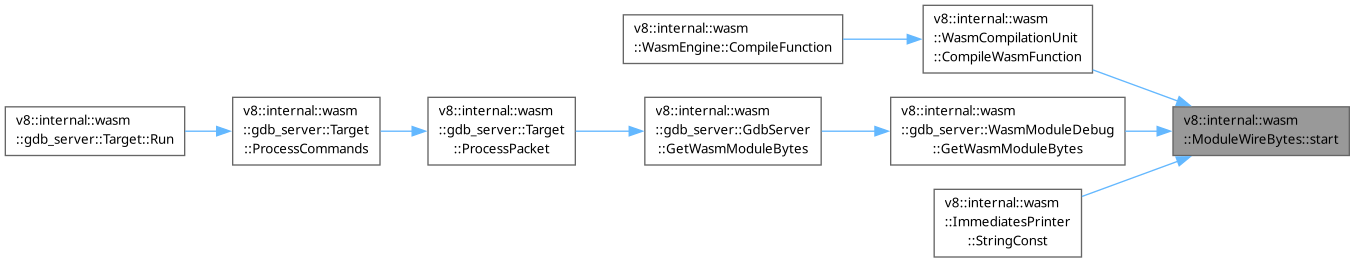 v8::internal::wasm
::WasmEngine::CompileFunction
v8::internal::wasm
::WasmCompilationUnit
::CompileWasmFunction
v8::internal::wasm
::gdb_server::Target::Run
v8::internal::wasm
::gdb_server::Target
::ProcessCommands
v8::internal::wasm
::gdb_server::Target
::ProcessPacket
v8::internal::wasm
::gdb_server::GdbServer
::GetWasmModuleBytes
v8::internal::wasm
::gdb_server::WasmModuleDebug
::GetWasmModuleBytes
v8::internal::wasm
::ModuleWireBytes::start
v8::internal::wasm
::ImmediatesPrinter
::StringConst